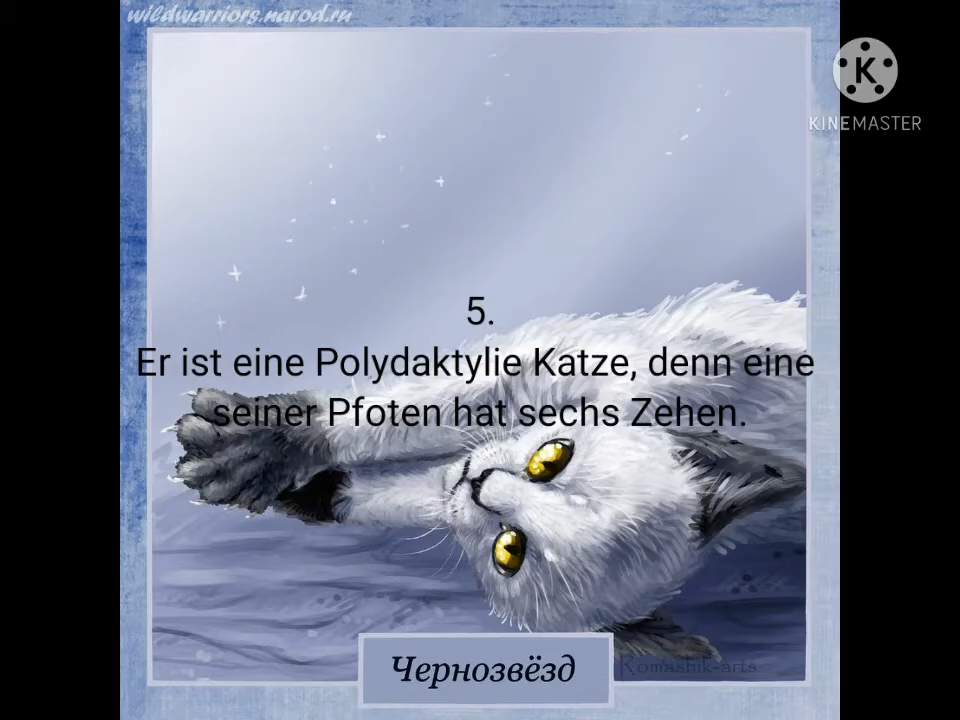 wildwarriors.narod.ru
K
KINEMASTER
5.
Er ist eine Polydaktylie Katze, denn eine
seiner Pfoten hat sechs Zehen.
Чернозвёзд
Romashik-arts